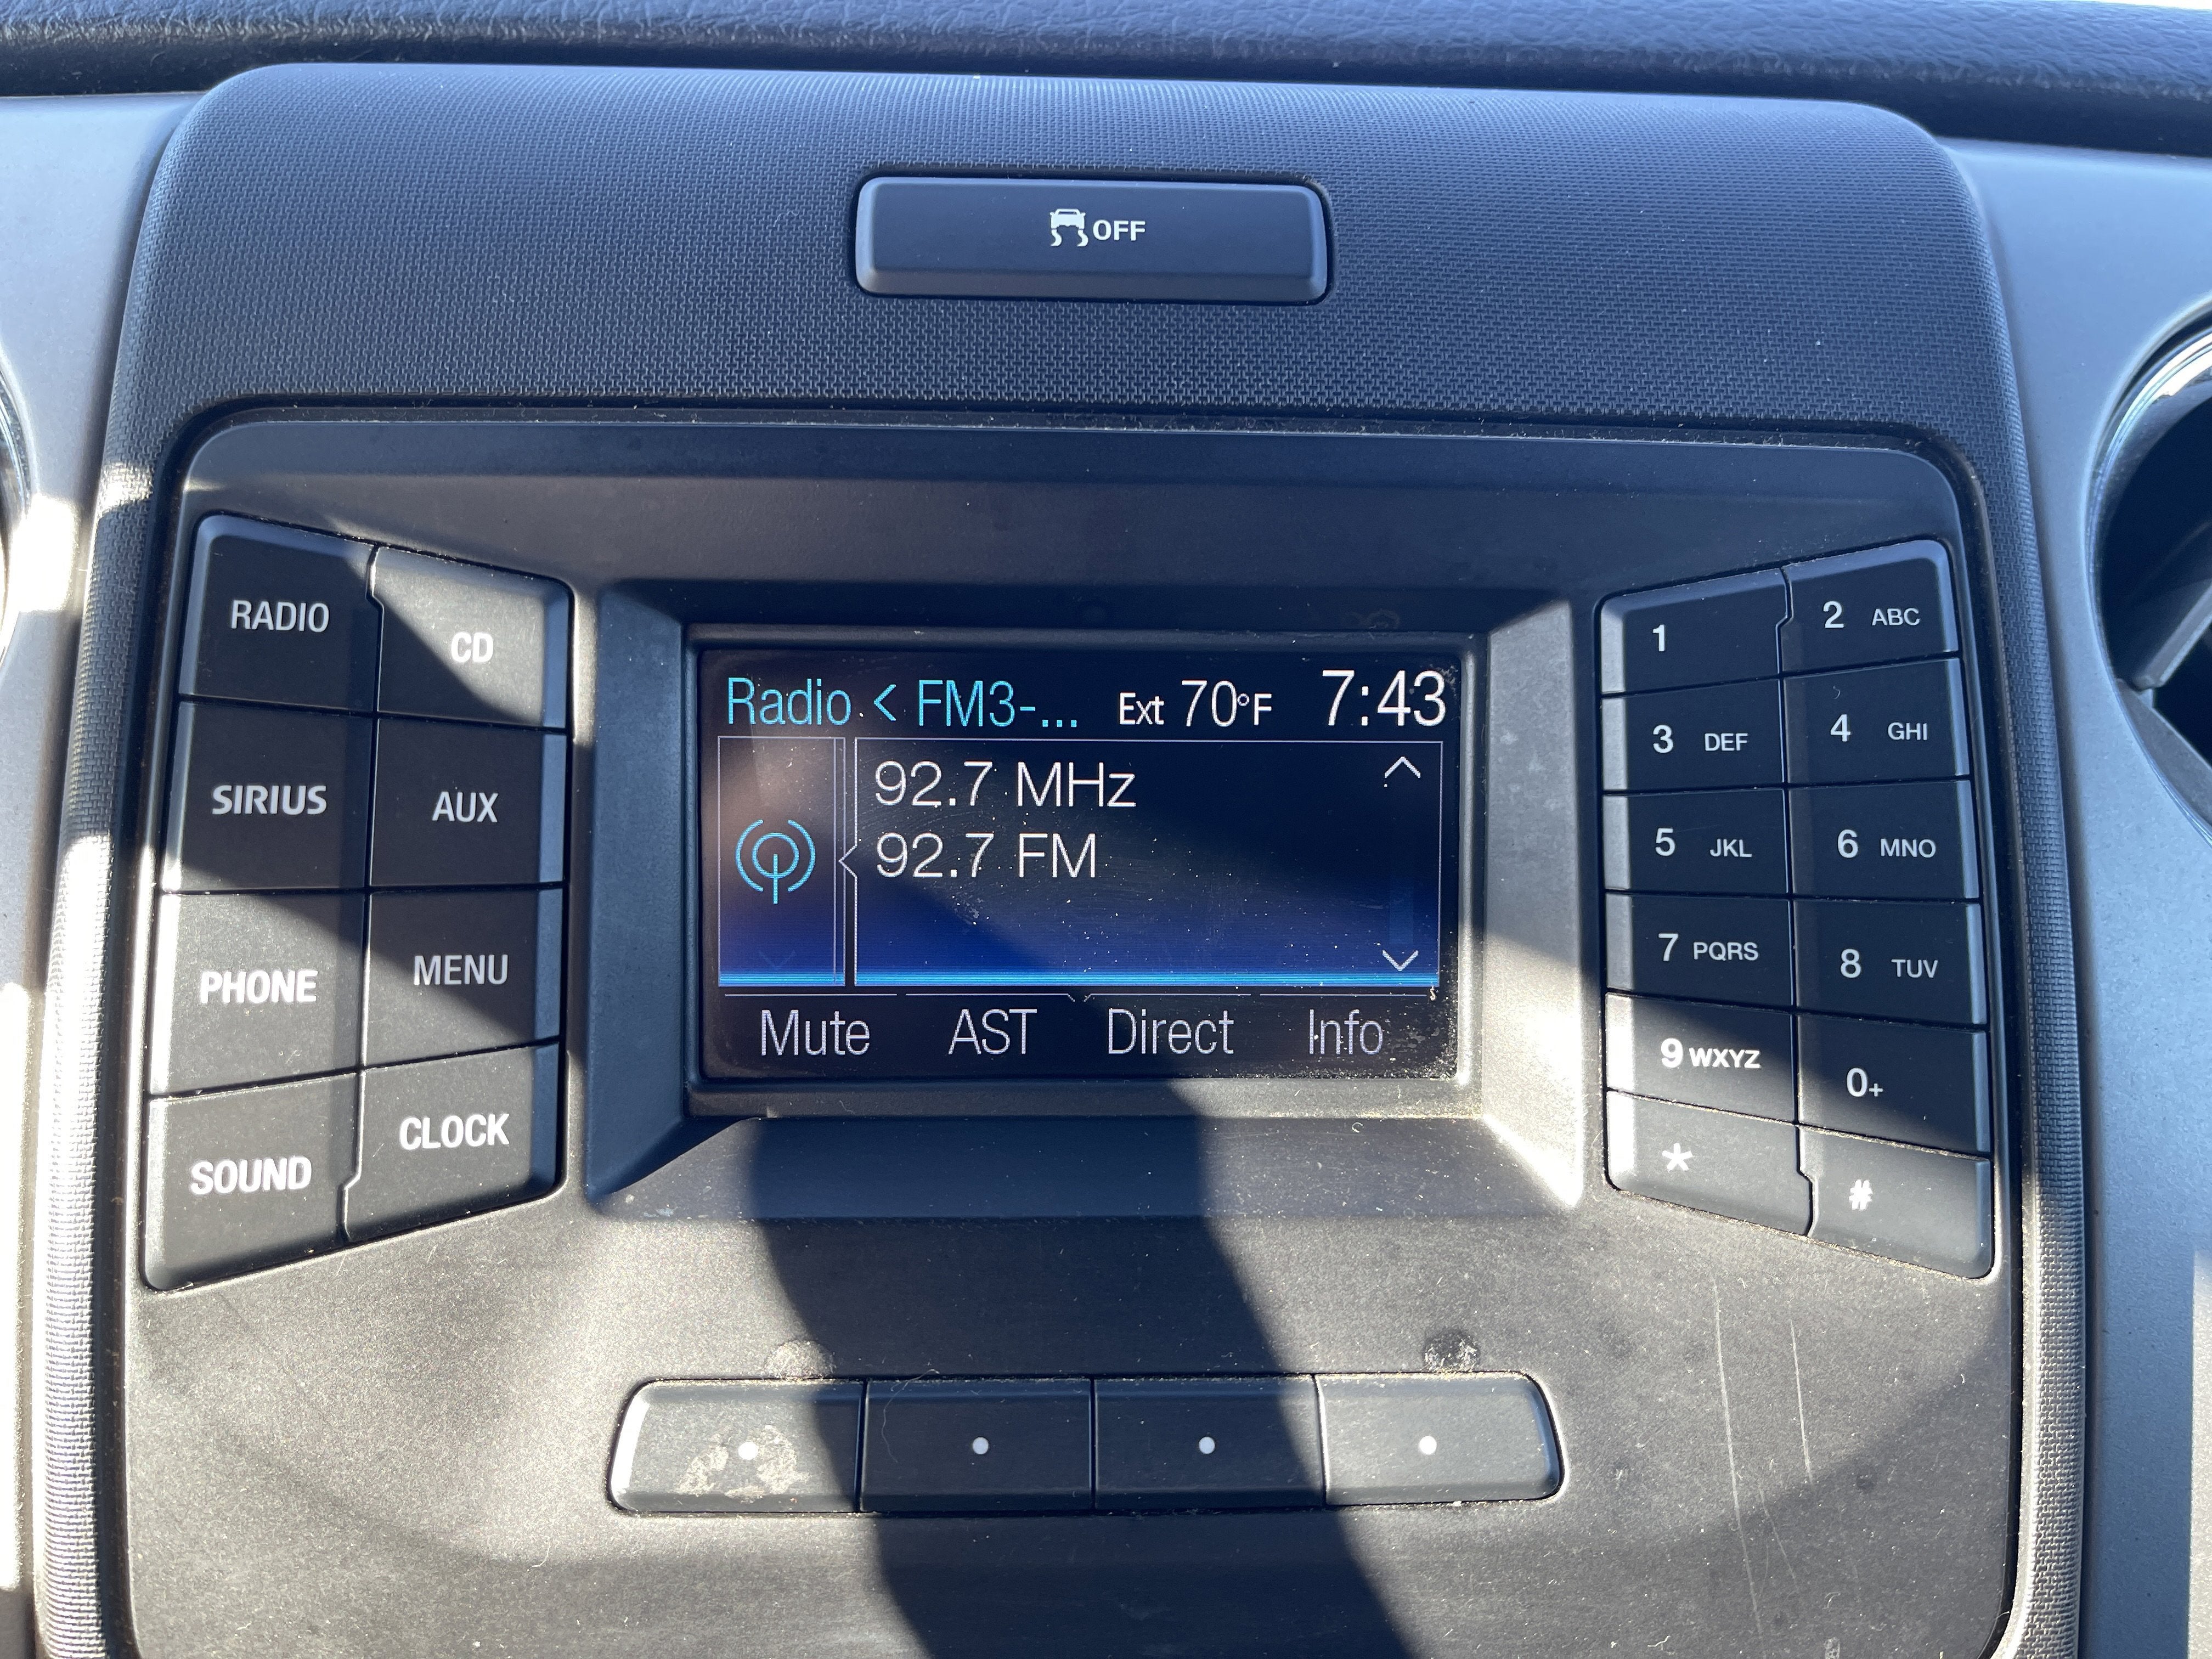 OFF
RADIO
CD
SIRIUS
AUX
PHONE
MENU
SOUND
CLOCK
Radio < FM3-... Ext 70°F 7:43
92.7 MHz
92.7 FM
Mute AST Direct Info
1
2 ABC
3 DEF
4 GHI
5 JKL
6 MNO
7 PQRS
8 TUV
9 WXYZ
0+
*
#